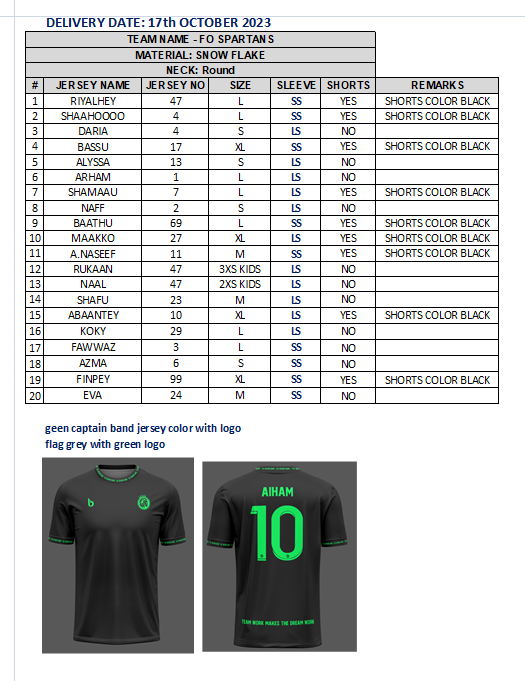 DELIVERY DATE: 17th OCTOBER 2023
TEAM NAME - FO SPARTANS
MATERIAL: SNOW FLAKE
NECK: Round
# JERSEY NAME JERSEY NO SIZE SLEEVE SHORTS REMARKS
1 RIYALHEY 47 L SS YES SHORTS COLOR BLACK
2 SHAAHOOOO 4 L SS YES SHORTS COLOR BLACK
3 DARIA 4 S LS NO
4 BASSU 17 XL SS YES SHORTS COLOR BLACK
5 ALYSSA 13 S LS NO
6 ARHAM 1 L LS NO
7 SHAMAAU 7 L SS YES SHORTS COLOR BLACK
8 NAFF 2 S LS NO
9 BAATHU 69 L SS YES SHORTS COLOR BLACK
10 MAAKKO 27 XL SS YES SHORTS COLOR BLACK
11 A.NASEEF 11 M SS YES SHORTS COLOR BLACK
12 RUKAAN 47 3XS KIDS LS NO
13 NAAL 47 2XS KIDS LS NO
14 SHAFU 23 M LS NO
15 ABAANTEY 10 XL LS YES SHORTS COLOR BLACK
16 KOKY 29 L LS NO
17 FAWWAZ 3 L SS NO
18 AZMA 6 S SS NO
19 FINPEY 99 XL SS YES SHORTS COLOR BLACK
20 EVA 24 M SS NO
geen captain band jersey color with logo
flag grey with green logo
b
AIHAM
10
TEAM WORK MAKES THE DREAM WORK